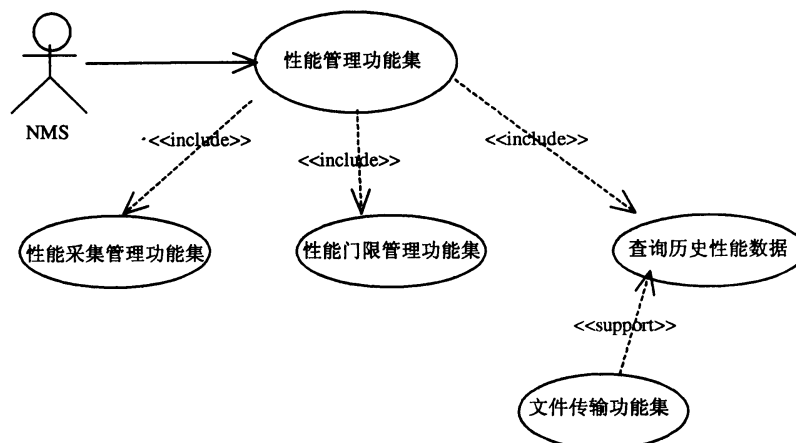 性能管理功能集
NMS
<<include>>
<<include>>
<<include>>
性能采集管理功能集
性能门限管理功能集
查询历史性能数据
<<support>>
文件传输功能集